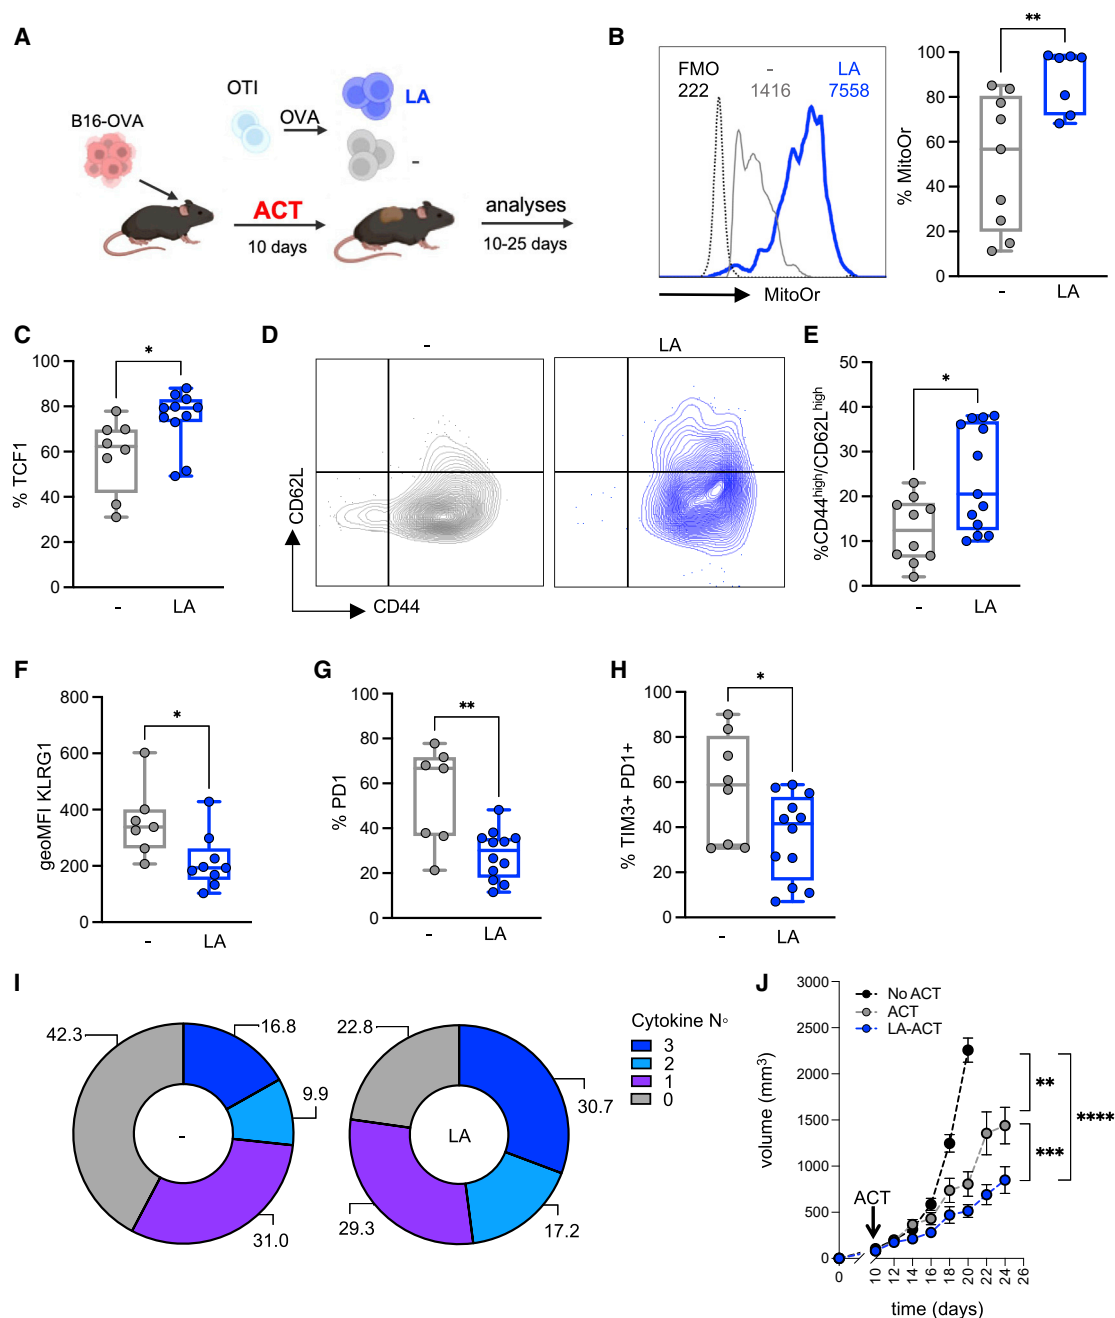 A
B16-OVA
OTI
OVA
LA
-
ACT
10 days
analyses
10-25 days
B
FMO
222
-
1416
LA
7558
MitoOr
**
% MitoOr
100
80
60
40
20
0
-
LA
C
*
% TCF1
100
80
60
40
20
0
-
LA
D
-
LA
CD62L
CD44
E
*
%CD44high/CD62Lhigh
50
40
30
20
10
0
-
LA
F
*
geoMFI KLRG1
800
600
400
200
0
-
LA
G
**
% PD1
100
80
60
40
20
0
-
LA
H
*
% TIM3+ PD1+
100
80
60
40
20
0
-
LA
I
42.3
16.8
9.9
31.0
-
22.8
30.7
17.2
29.3
LA
Cytokine N°
3
2
1
0
J
No ACT
ACT
LA-ACT
volume (mm³)
3000
2500
2000
1500
1000
500
0
ACT
**
***
****
0
10
12
14
16
18
20
22
24
26
time (days)